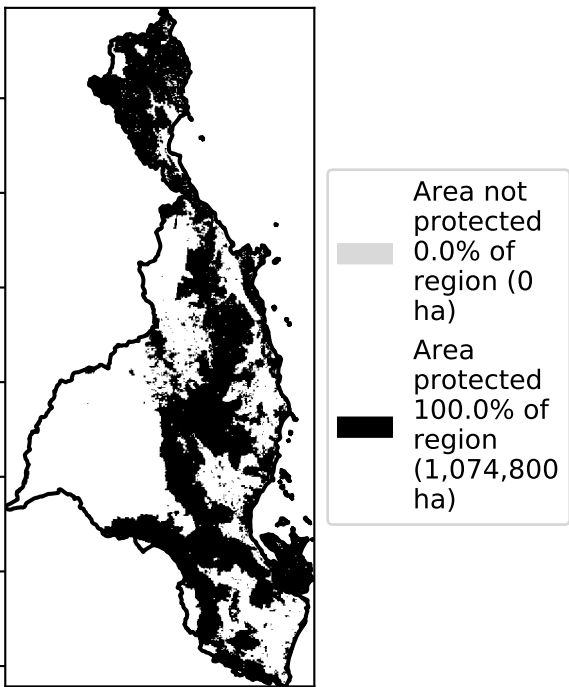 Area not
protected
0.0% of
region (0
ha)
Area
protected
100.0% of
region
(1,074,800
ha)